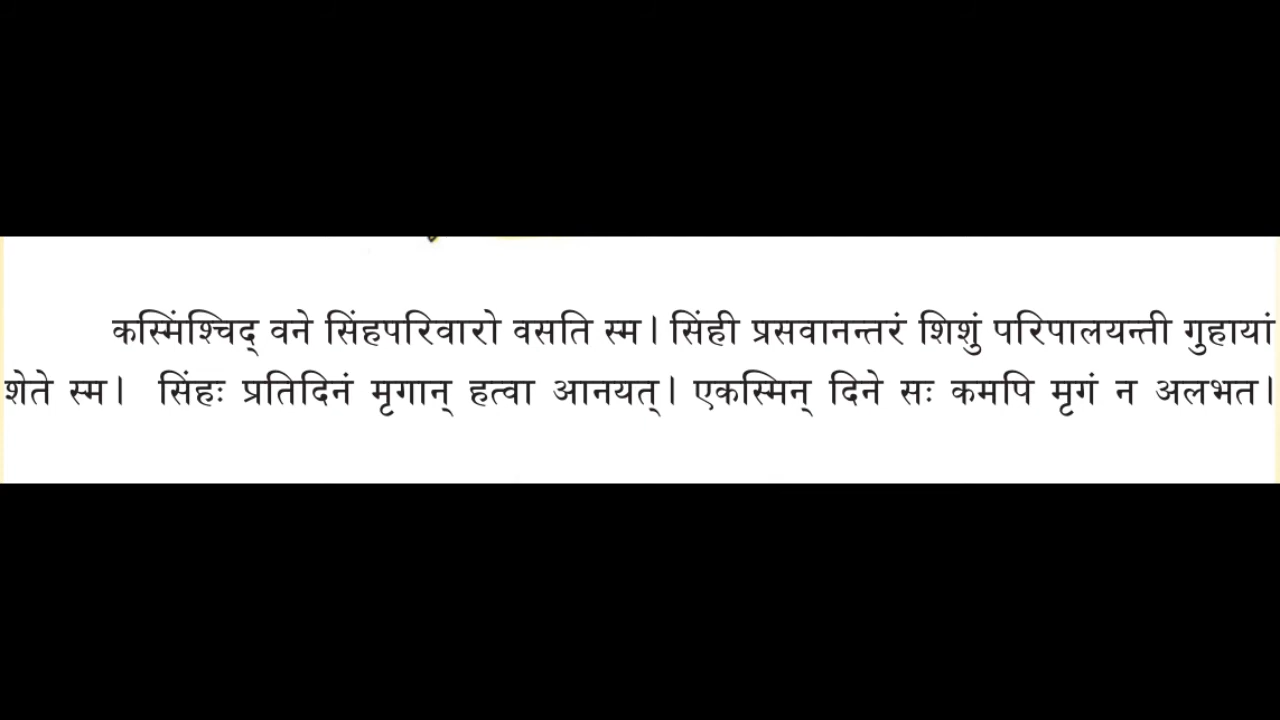 कस्मिंश्चिद् वने सिंहपरिवारो वसति स्म। सिंही प्रसवानन्तरं शिशुं परिपालयन्ती गुहायां
शेते स्म। सिंहः प्रतिदिनं मृगान् हत्वा आनयत्। एकस्मिन् दिने सः कमपि मृगं न अलभत।